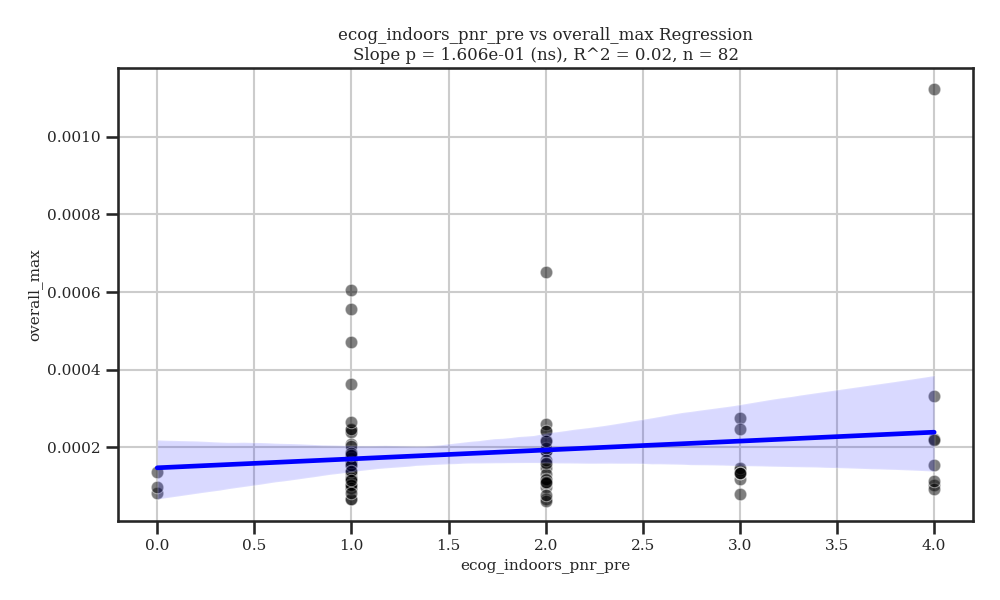 ecog_indoors_pnr_pre vs overall_max Regression
Slope p = 1.606e-01 (ns), R^2 = 0.02, n = 82
overall_max
0.0010
0.0008
0.0006
0.0004
0.0002
0.0 0.5 1.0 1.5 2.0 2.5 3.0 3.5 4.0
ecog_indoors_pnr_pre